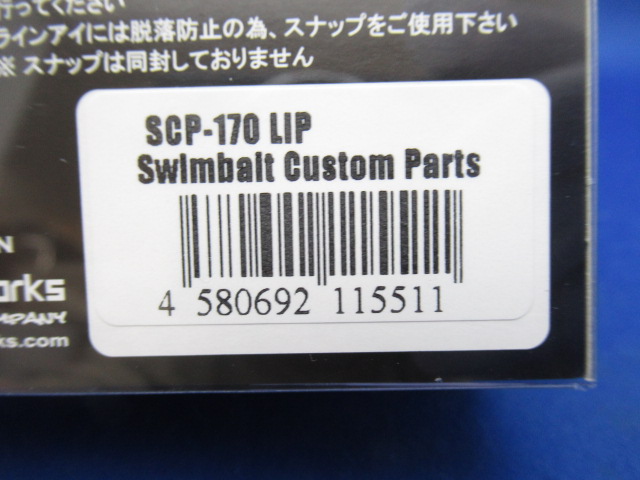 行ってください
ラインアイには脱落防止の為、スナップをご使用下さい
※ スナップは同封しておりません
SCP-170 LIP
Swimbait Custom Parts
4 580692 115511
N
orks
OMPANY
ks.com